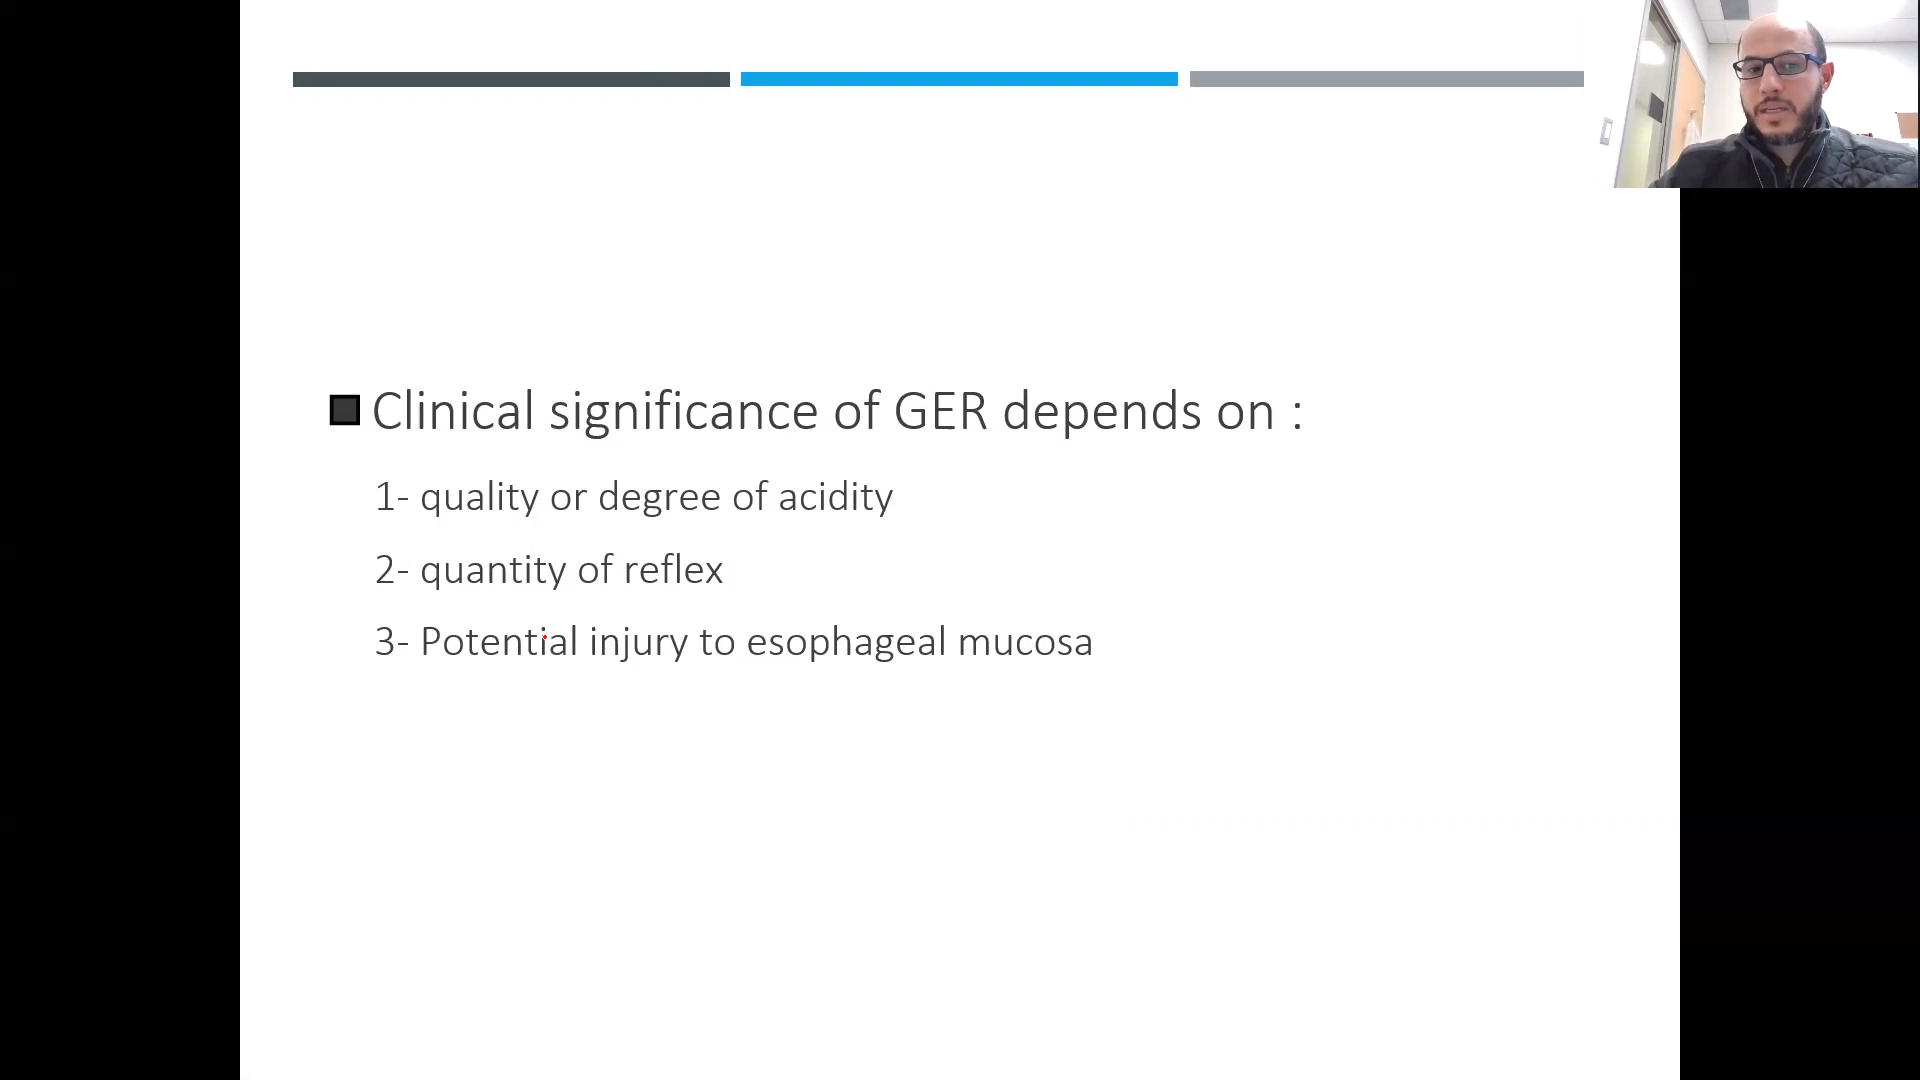 Clinical significance of GER depends on :
1- quality or degree of acidity
2- quantity of reflex
3- Potential injury to esophageal mucosa